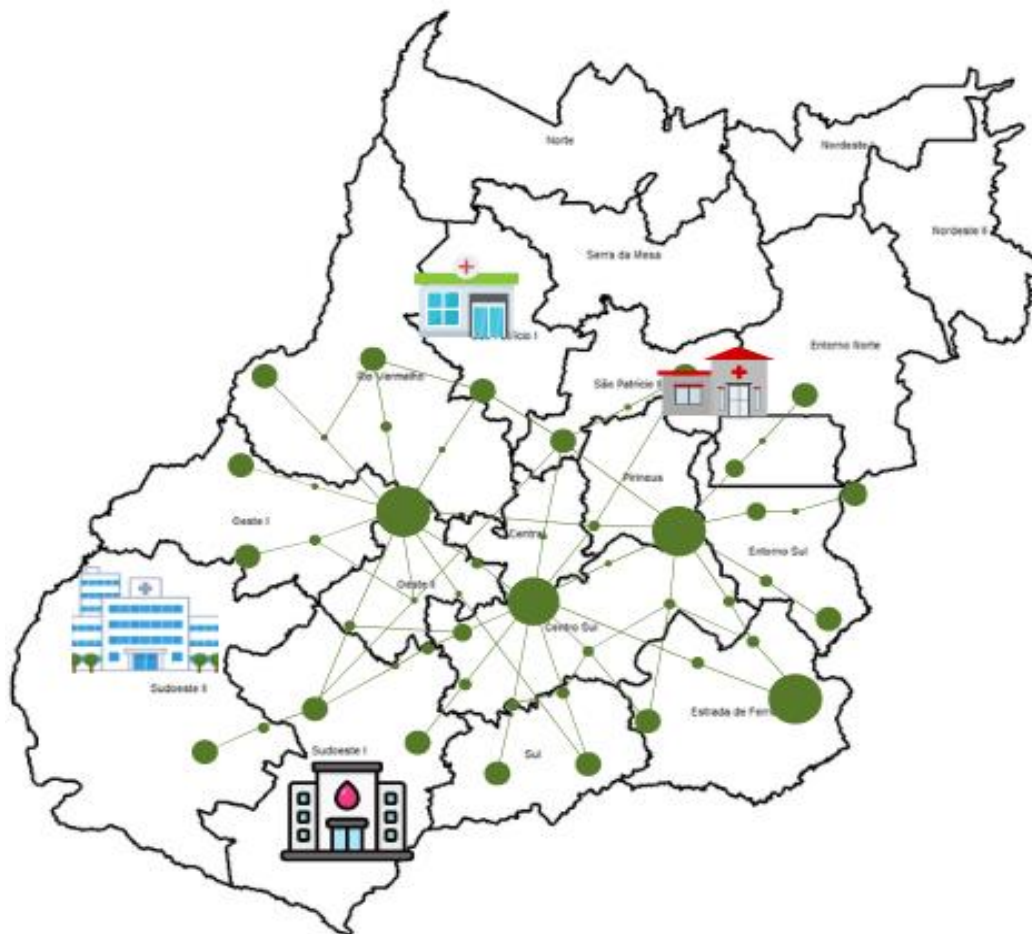 Norte
Nordeste I
Nordeste II
Serra da Mesa
Entorno Norte
Rio Vermelho
São Patrício II
Pirineus
Oeste I
Central
Entorno Sul
Oeste II
Centro Sul
Sudoeste II
Estrada de Ferro
Sudoeste I
Sul